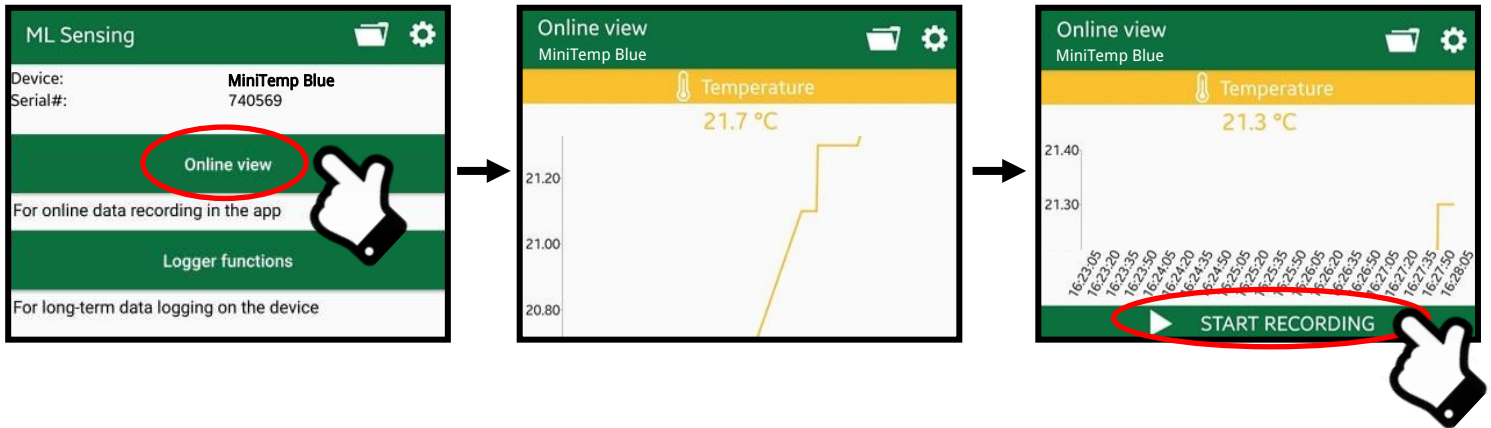 ML Sensing
Device: MiniTemp Blue
Serial#: 740569
Online view
For online data recording in the app
Logger functions
For long-term data logging on the device
Online view
MiniTemp Blue
Temperature
21.7 °C
21.20
21.00
20.80
Online view
MiniTemp Blue
Temperature
21.3 °C
21.40
21.30
16:23:05
16:23:20
16:23:35
16:23:50
16:24:05
16:24:20
16:24:35
16:24:50
16:25:05
16:25:20
16:25:35
16:25:50
16:26:05
16:26:20
16:26:35
16:26:50
16:27:05
16:27:20
16:27:35
16:27:50
16:28:05
START RECORDING